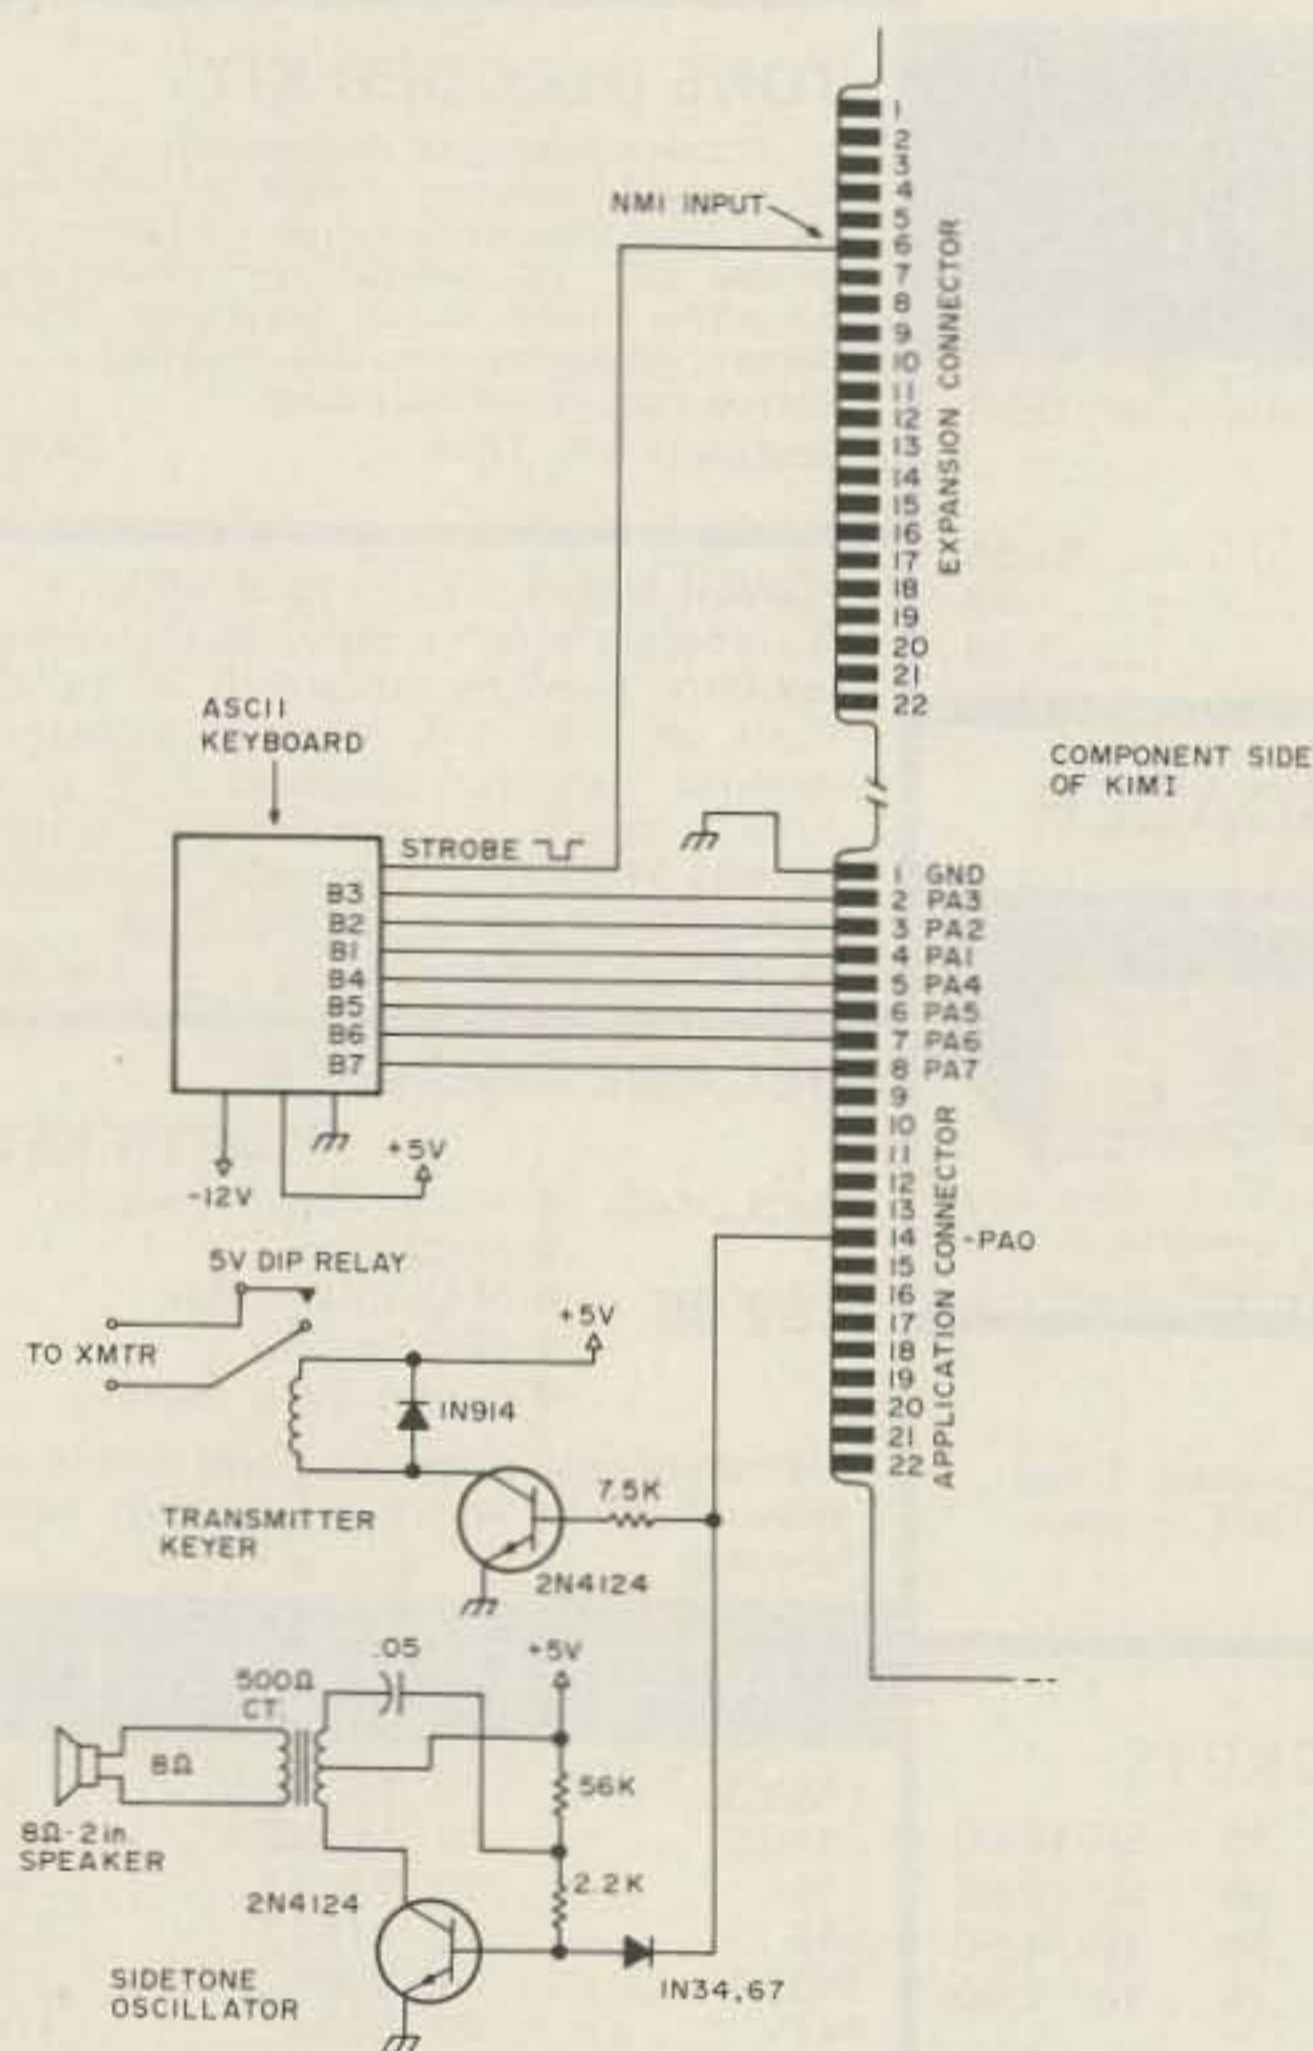 NMI INPUT
1
2
3
4
5
6
7
8
9
10
11
12
13
14
15
16
17
18
19
20
21
22
EXPANSION CONNECTOR
COMPONENT SIDE
OF KIMI
ASCII
KEYBOARD
STROBE
B3
B2
B1
B4
B5
B6
B7
-12V
+5V
1 GND
2 PA3
3 PA2
4 PA1
5 PA4
6 PA5
7 PA6
8 PA7
9
10
11
12
13
14 -PA0
15
16
17
18
19
20
21
22
APPLICATION CONNECTOR
5V DIP RELAY
TO XMTR
+5V
1N914
7.5K
TRANSMITTER
KEYER
2N4124
.05
+5V
500Ω
CT.
8Ω
56K
8Ω-2in.
SPEAKER
2.2K
2N4124
1N34,67
SIDETONE
OSCILLATOR